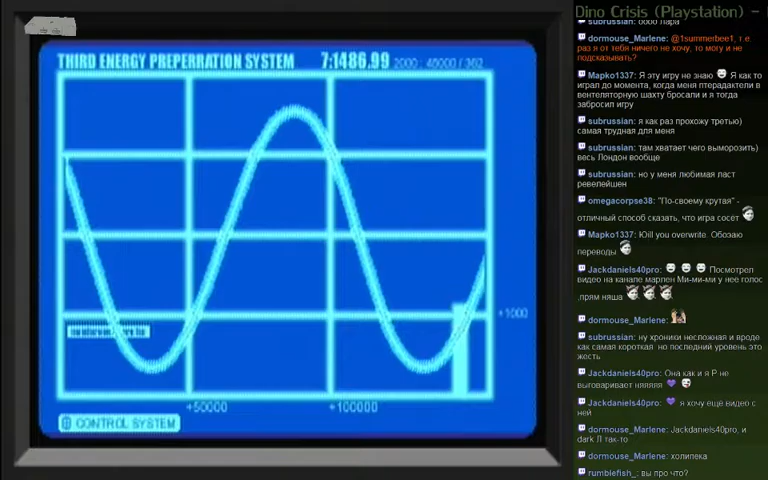 Dino Crisis (Playstation) –
subrussian: оооо Лара
dormouse_Marlene: @1summerbee1, т.е
раз я от тебя ничего не хочу, то могу и не
подсказывать?
Mapko1337: Я эту игру не знаю Я как то
играл до момента, когда меня птерадактели в
вентеляторную шахту бросали и я тогда
забросил игру
subrussian: я как раз прохожу третью)
самая трудная для меня
subrussian: там хватает чего выморозить)
весь Лондон вообще
subrussian: но у меня любимая ласт
ревелейшен
omegacorpse38: "По-своему крутая" -
отличный способ сказать, что игра сосёт
Mapko1337: Юill you overwrite. Обозаю
переводы
Jackdaniels40pro: Посмотрел
видео на канале марлен Ми-ми-ми у неё голос
,прям няша
dormouse_Marlene:
subrussian: ну хроники несложная и вроде
как самая короткая. но последний уровень это
жесть
Jackdaniels40pro: Она как и я Р не
выговаривает няяяяя
Jackdaniels40pro: я хочу ещё видео с
ней
dormouse_Marlene: Jackdaniels40pro, и
dark Л так-то
dormouse_Marlene: холипека
rumblefish_: вы про что?
THIRD ENERGY PREPERRATION SYSTEM 7:1486,99 2000 : 40000 / 362
+1000
+50000 +100000
CONTROL SYSTEM